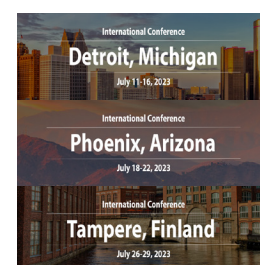 International Conference
Detroit, Michigan
July 11-16, 2023
International Conference
Phoenix, Arizona
July 18-22, 2023
International Conference
Tampere, Finland
July 26-29, 2023